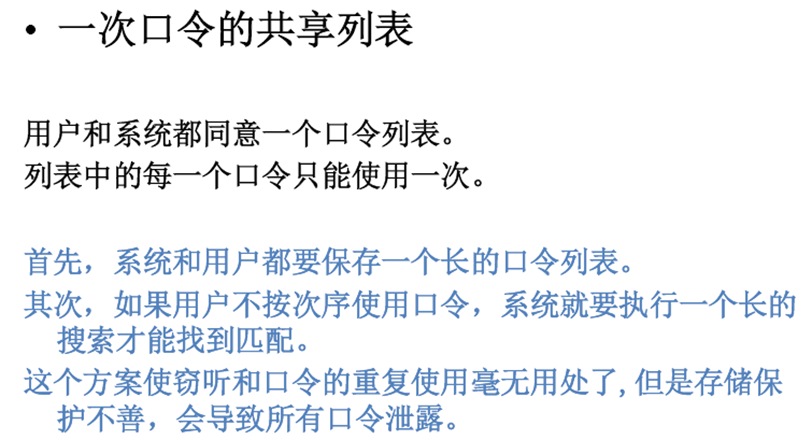 • 一次口令的共享列表
用户和系统都同意一个口令列表。
列表中的每一个口令只能使用一次。
首先，系统和用户都要保存一个长的口令列表。
其次，如果用户不按次序使用口令，系统就要执行一个长的
搜索才能找到匹配。
这个方案使窃听和口令的重复使用毫无用处了,但是存储保
护不善，会导致所有口令泄露。